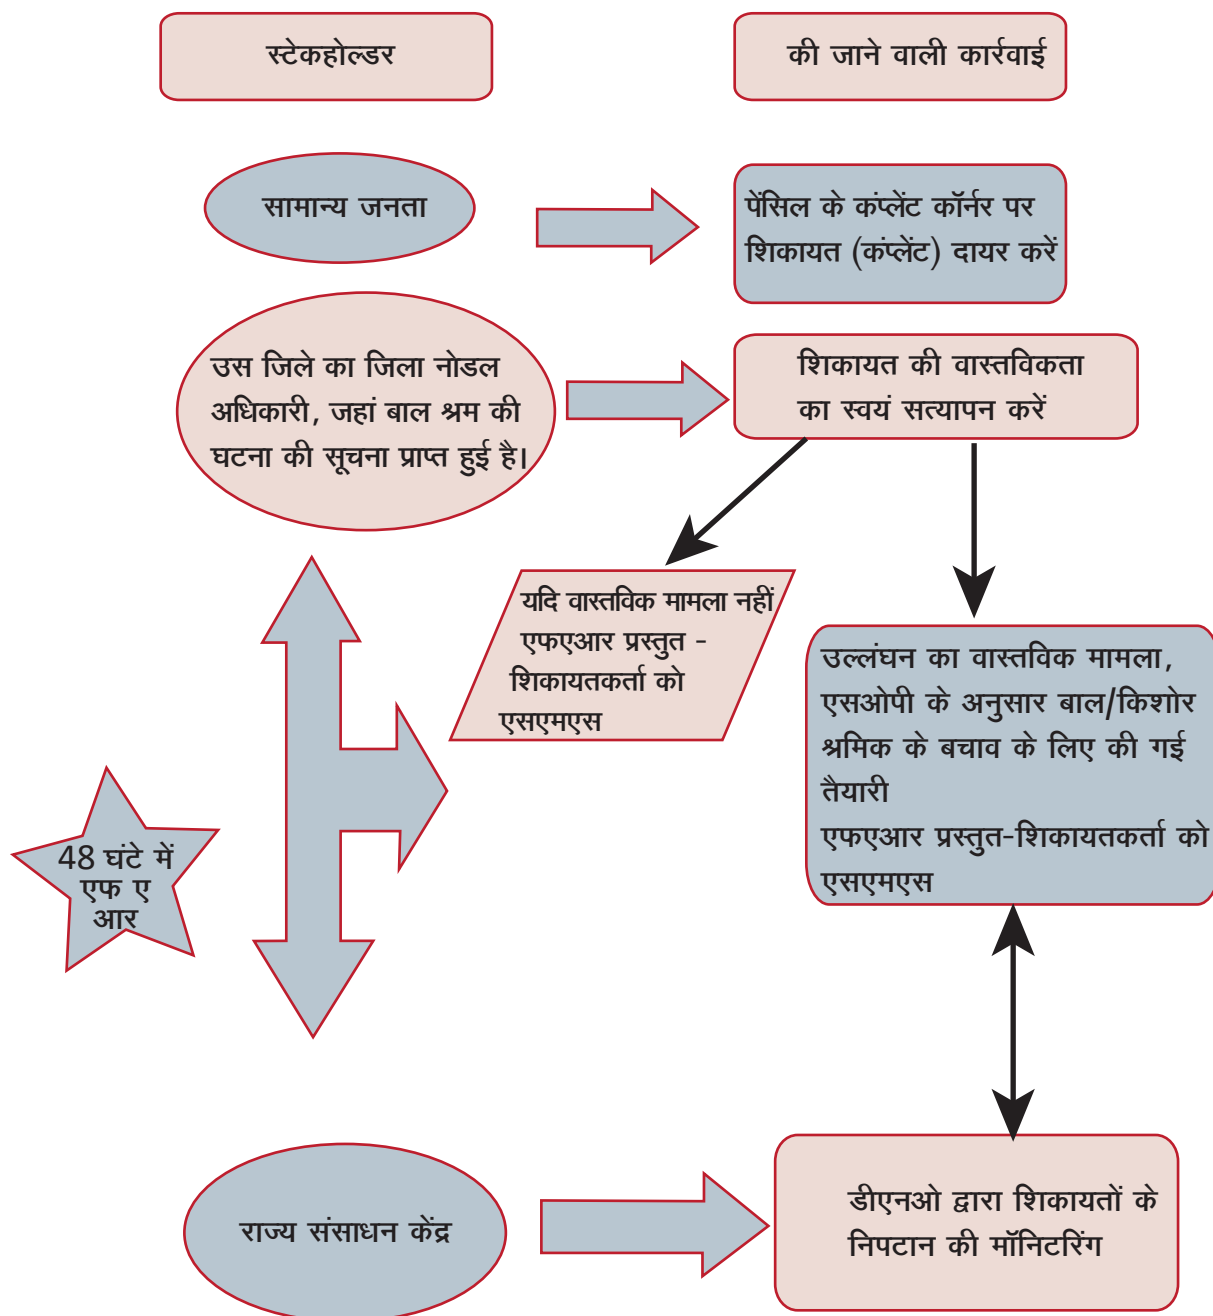 स्टेकहोल्डर
की जाने वाली कार्रवाई
सामान्य जनता
पेंसिल के कंप्लेंट कॉर्नर पर
शिकायत (कंप्लेंट) दायर करें
उस जिले का जिला नोडल
अधिकारी, जहां बाल श्रम की
घटना की सूचना प्राप्त हुई है।
शिकायत की वास्तविकता
का स्वयं सत्यापन करें
यदि वास्तविक मामला नहीं
एफएआर प्रस्तुत -
शिकायतकर्ता को
एसएमएस
उल्लंघन का वास्तविक मामला,
एसओपी के अनुसार बाल/किशोर
श्रमिक के बचाव के लिए की गई
तैयारी
एफएआर प्रस्तुत-शिकायतकर्ता को
एसएमएस
48 घंटे में
एफ ए
आर
राज्य संसाधन केंद्र
डीएनओ द्वारा शिकायतों के
निपटान की मॉनिटरिंग